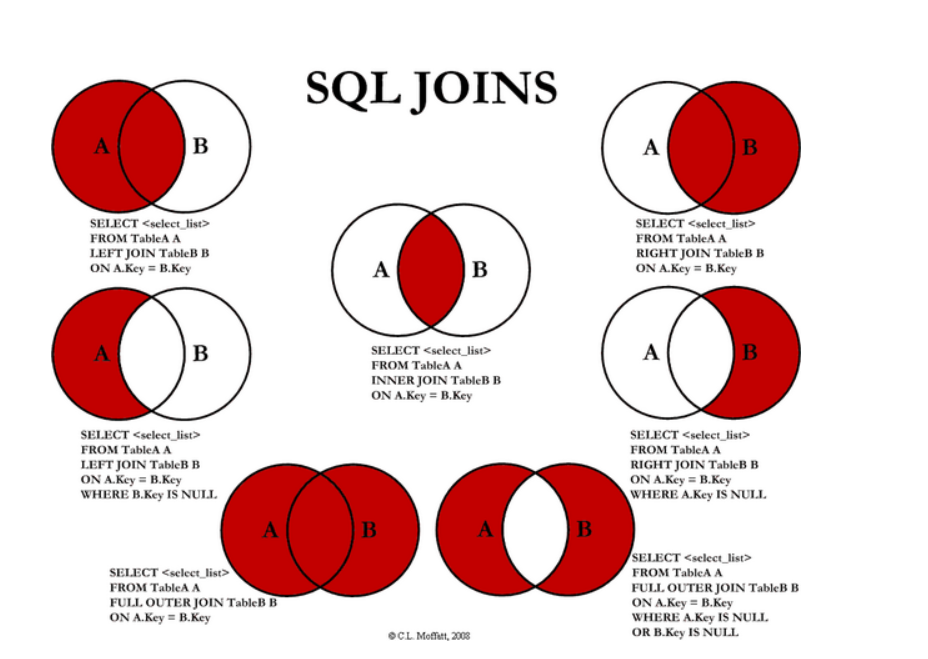 SQL JOINS
A B
SELECT <select_list>
FROM TableA A
LEFT JOIN TableB B
ON A.Key = B.Key
A B
SELECT <select_list>
FROM TableA A
RIGHT JOIN TableB B
ON A.Key = B.Key
A B
SELECT <select_list>
FROM TableA A
INNER JOIN TableB B
ON A.Key = B.Key
A B
SELECT <select_list>
FROM TableA A
LEFT JOIN TableB B
ON A.Key = B.Key
WHERE B.Key IS NULL
A B
SELECT <select_list>
FROM TableA A
RIGHT JOIN TableB B
ON A.Key = B.Key
WHERE A.Key IS NULL
A B
SELECT <select_list>
FROM TableA A
FULL OUTER JOIN TableB B
ON A.Key = B.Key
A B
SELECT <select_list>
FROM TableA A
FULL OUTER JOIN TableB B
ON A.Key = B.Key
WHERE A.Key IS NULL
OR B.Key IS NULL
© C.L. Moffatt, 2008